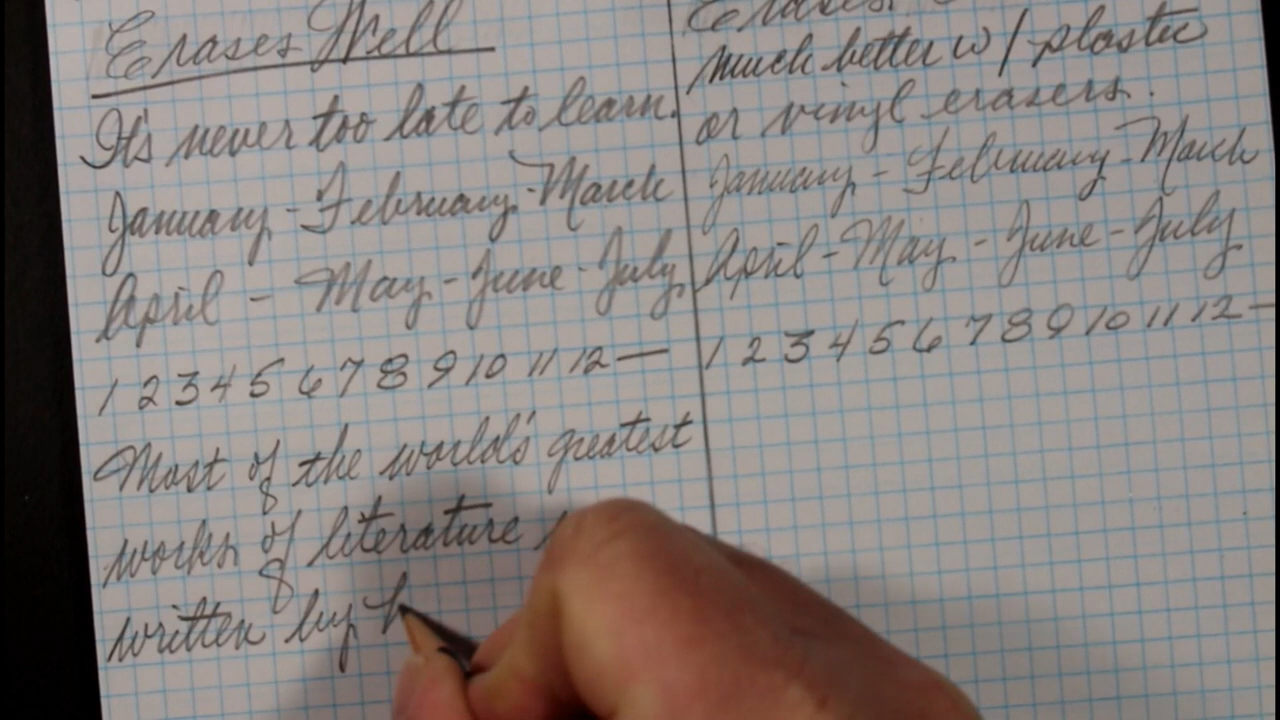 Erases Well
It's never too late to learn.
January - February - March
April - May - June - July
1 2 3 4 5 6 7 8 9 10 11 12 —
Most of the world's greatest
works of literature
written by
Erases
much better w/ plastic
or vinyl erasers.
January - February - March
April - May - June - July
1 2 3 4 5 6 7 8 9 10 11 12 —